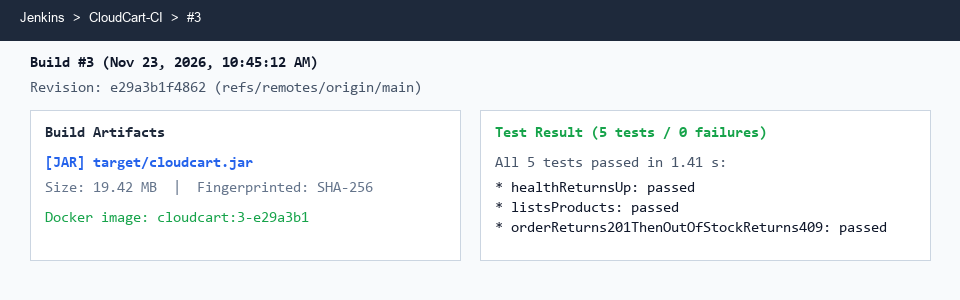 Jenkins > CloudCart-CI > #3
Build #3 (Nov 23, 2026, 10:45:12 AM)
Revision: e29a3b1f4862 (refs/remotes/origin/main)
Build Artifacts
[JAR] target/cloudcart.jar
Size: 19.42 MB | Fingerprinted: SHA-256
Docker image: cloudcart:3-e29a3b1
Test Result (5 tests / 0 failures)
All 5 tests passed in 1.41 s:
* healthReturnsUp: passed
* listsProducts: passed
* orderReturns201ThenOutOfStockReturns409: passed